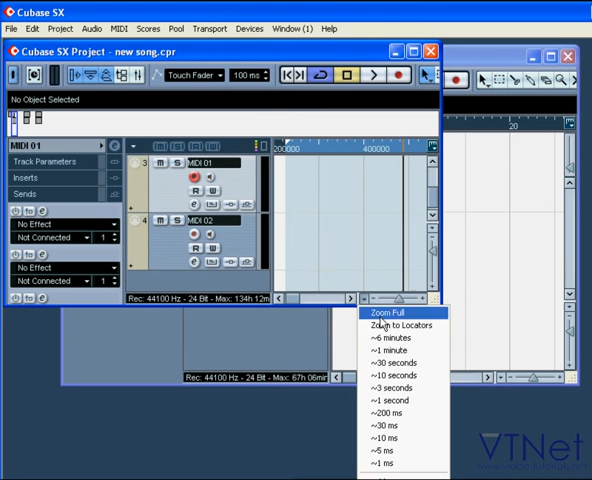 Cubase SX
File Edit Project Audio MIDI Scores Pool Transport Devices Window (1) Help
Cubase SX Project - new song.cpr
Touch Fader 100 ms
No Object Selected
20
MIDI 01
Track Parameters
Inserts
Sends
No Effect
Not Connected 1
No Effect
Not Connected 1
200000 400000
3 M S MIDI 01
R W
e
4 M S MIDI 02
R W
e
Rec: 44100 Hz - 24 Bit - Max: 134h 12m
Rec: 44100 Hz - 24 Bit - Max: 67h 06min
Zoom Full
Zoom to Locators
~6 minutes
~1 minute
~30 seconds
~10 seconds
~3 seconds
~1 second
~200 ms
~30 ms
~10 ms
~5 ms
~1 ms
VTNet